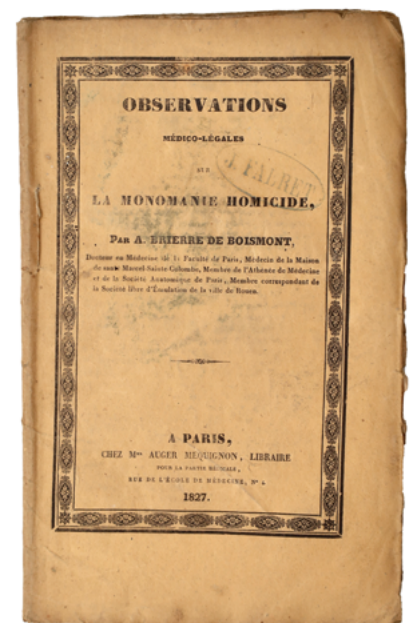 OBSERVATIONS
MÉDICO-LÉGALES
SUR
J. FALRET
LA MONOMANIE HOMICIDE,
PAR A. BRIERRE DE BOISMONT,
Docteur en Médecine de la Faculté de Paris, Médecin de la Maison
de santé Marcel-Sainte Colombe, Membre de l'Athénée de Médecine
et de la Société Anatomique de Paris, Membre correspondant de
la Société libre d'Émulation de la ville de Rouen.
A PARIS,
CHEZ Mme AUGER MEQUIGNON, LIBRAIRE
POUR LA PARTIE MÉDICALE,
RUE DE L'ÉCOLE DE MÉDECINE, N°
1827.